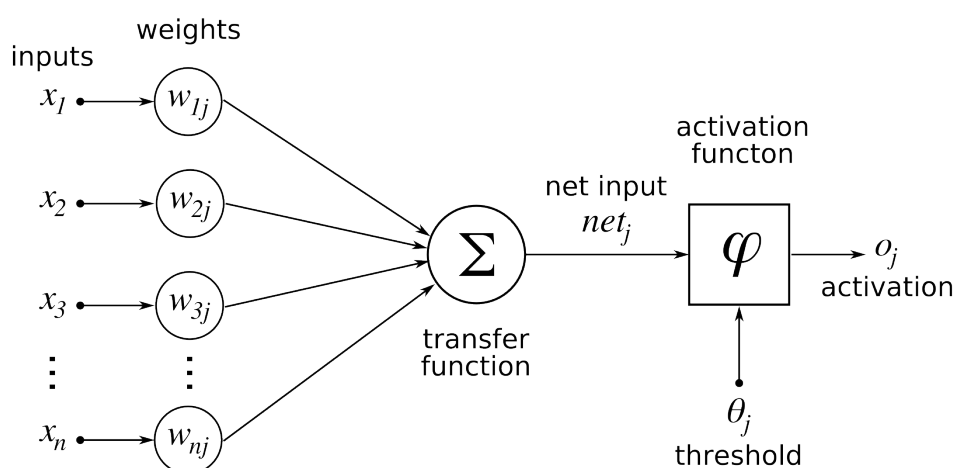 weights
inputs
x1
w1j
x2
w2j
x3
w3j
⋮
⋮
xn
wnj
Σ
transfer
function
net input
netj
activation
functon
φ
oj
activation
θj
threshold